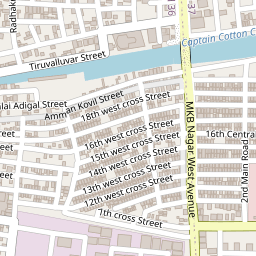 Radhak
36
Captain Cotton C
Tiruvalluvar Street
alai Adigal Street
Amman Kovil Street
18th west cross Street
MKB Nagar West Avenue
16th Central
16th west cross Street
15th west cross Street
14th west cross Street
13th west cross Street
12th west cross Street
1th cross Street
2nd Main Road